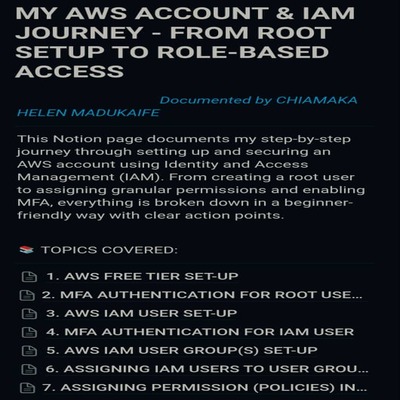 MY AWS ACCOUNT & IAM
JOURNEY - FROM ROOT
SETUP TO ROLE-BASED
ACCESS
Documented by CHIAMAKA
HELEN MADUKAIFE
This Notion page documents my step-by-step
journey through setting up and securing an
AWS account using Identity and Access
Management (IAM). From creating a root user
to assigning granular permissions and enabling
MFA, everything is broken down in a beginner-
friendly way with clear action points.
📚 TOPICS COVERED:
1. AWS FREE TIER SET-UP
2. MFA AUTHENTICATION FOR ROOT USE...
3. AWS IAM USER SET-UP
4. MFA AUTHENTICATION FOR IAM USER
5. AWS IAM USER GROUP(S) SET-UP
6. ASSIGNING IAM USERS TO USER GROU...
7. ASSIGNING PERMISSION (POLICIES) IN...